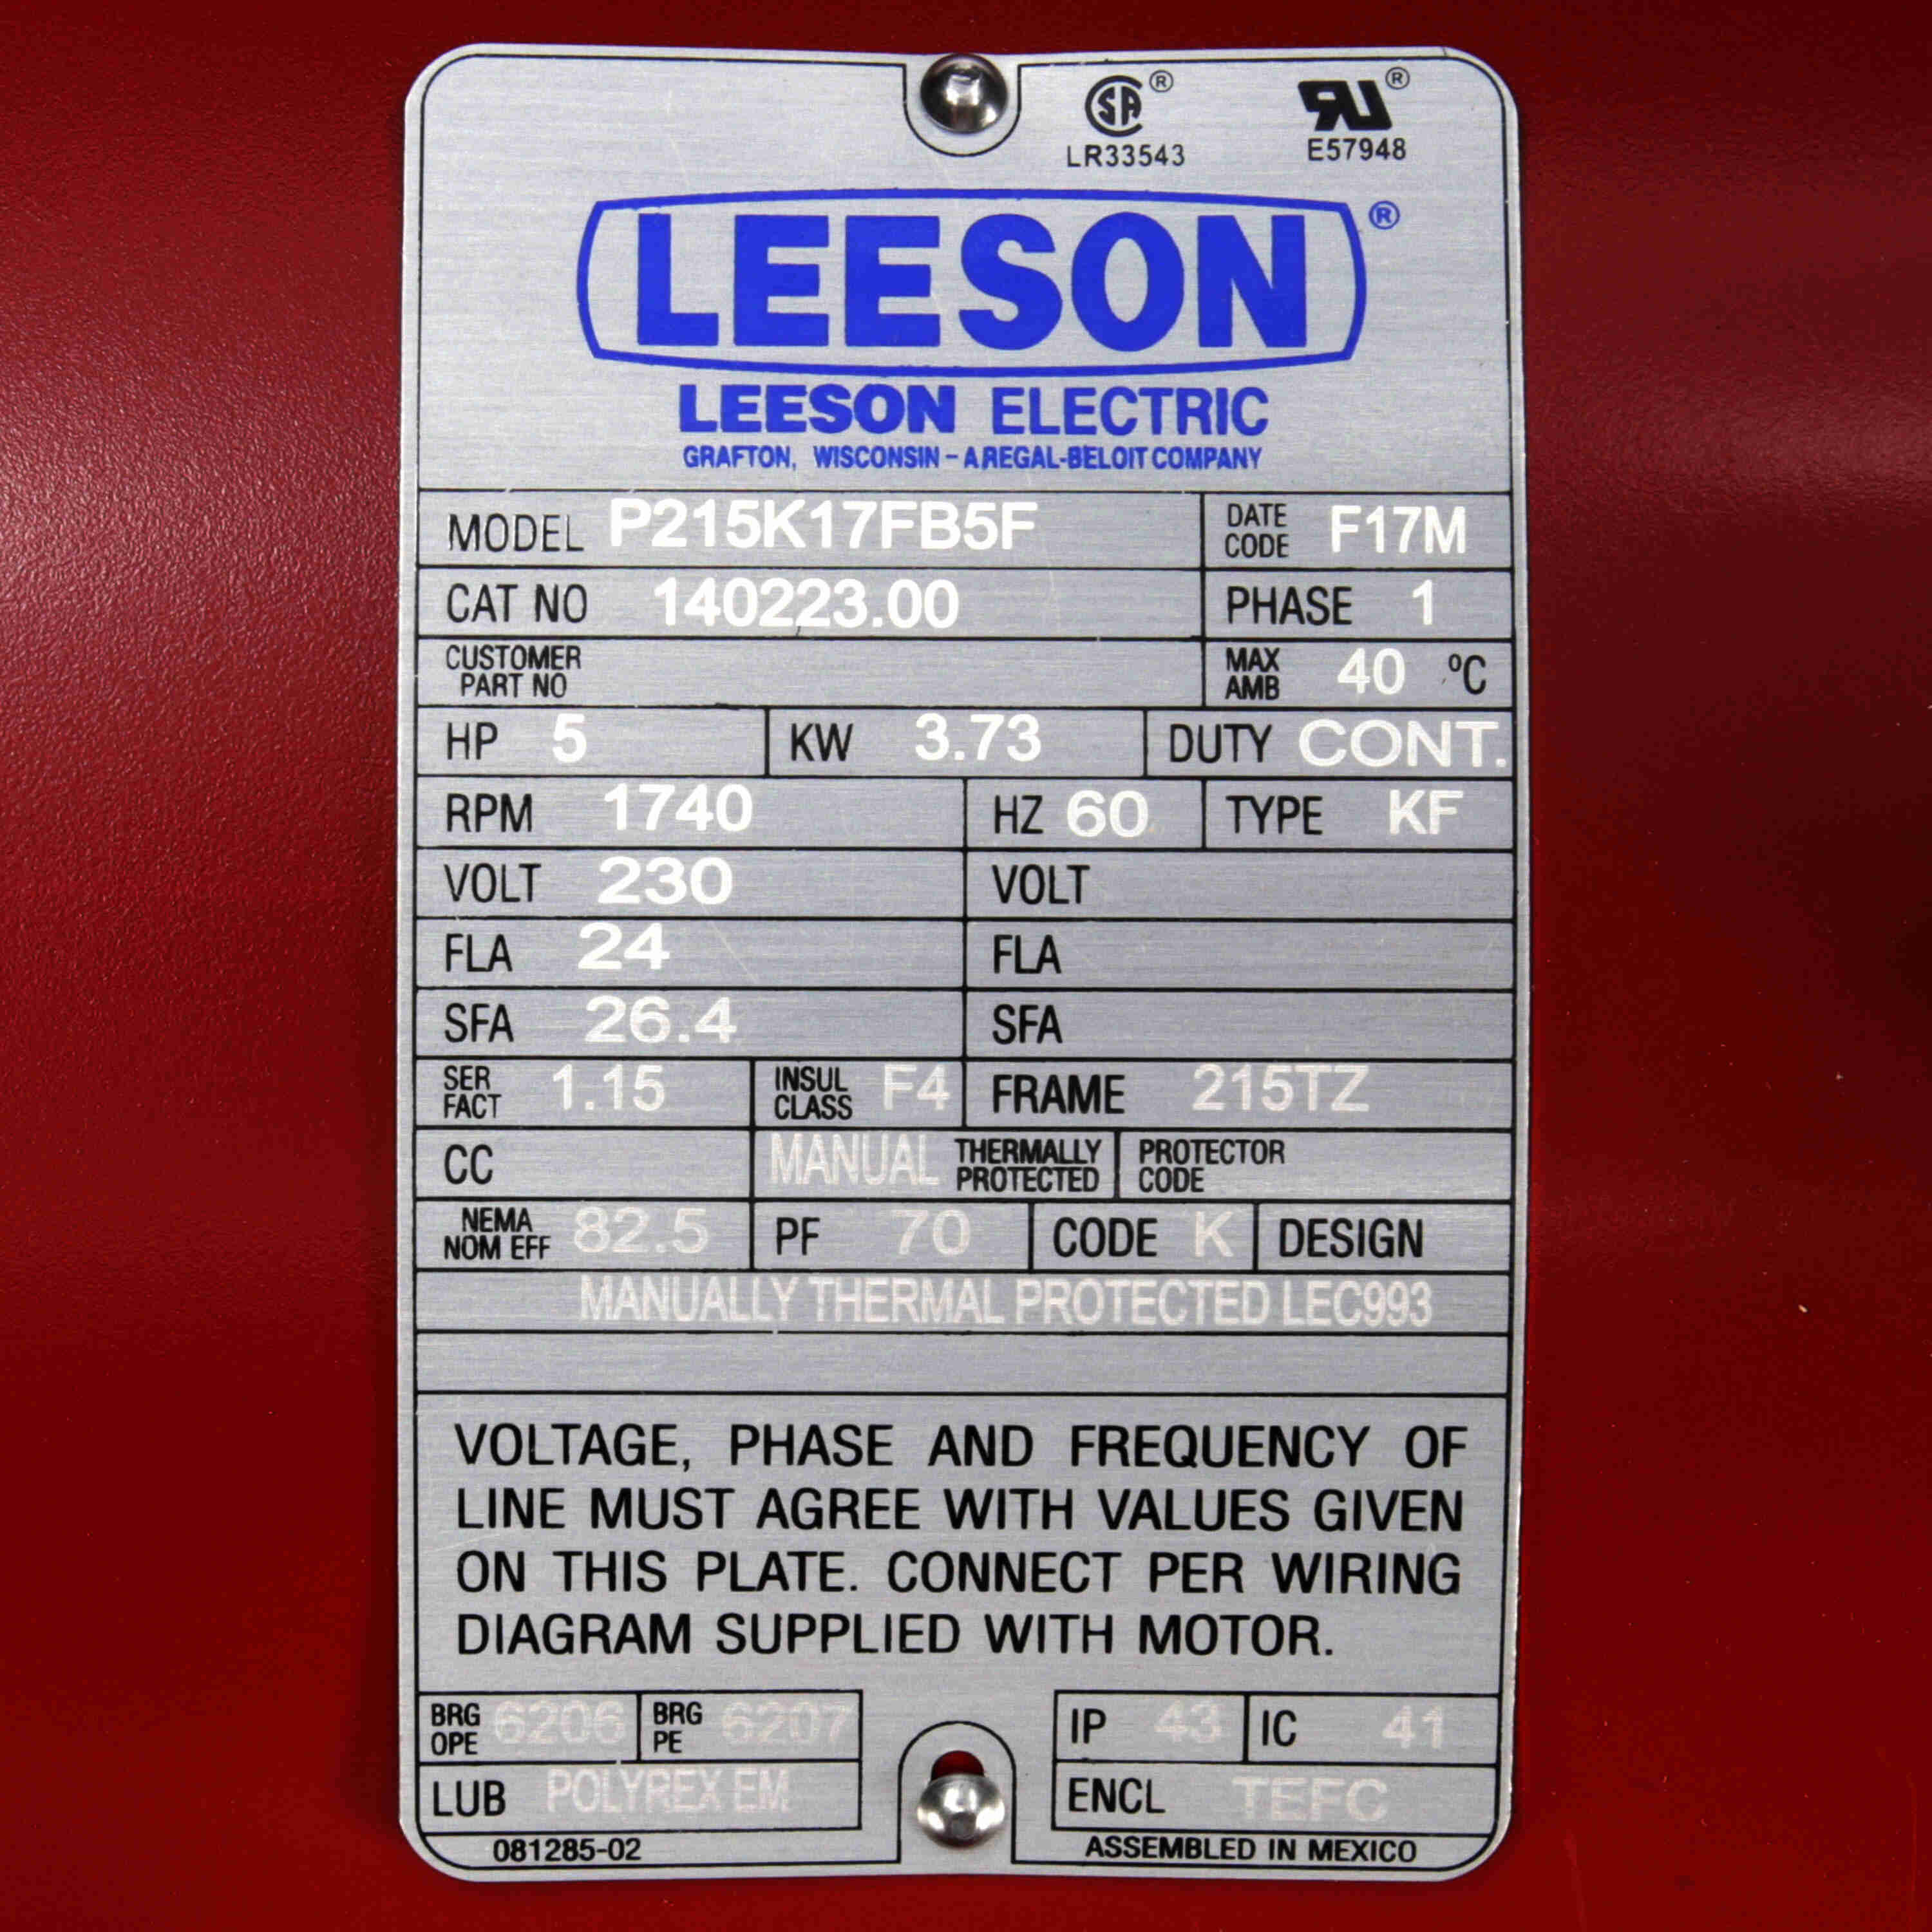 SA ® ЯU ®
LR33543 E57948
LEESON ®
LEESON ELECTRIC
GRAFTON, WISCONSIN - A REGAL-BELOIT COMPANY
MODEL P215K17FB5F DATE CODE F17M
CAT NO 140223.00 PHASE 1
CUSTOMER PART NO MAX AMB 40 °C
HP 5 KW 3.73 DUTY CONT.
RPM 1740 HZ 60 TYPE KF
VOLT 230 VOLT
FLA 24 FLA
SFA 26.4 SFA
SER FACT 1.15 INSUL CLASS F4 FRAME 215TZ
CC MANUAL THERMALLY PROTECTED PROTECTOR CODE
NEMA NOM EFF 82.5 PF 70 CODE K DESIGN
MANUALLY THERMAL PROTECTED LEC993
VOLTAGE, PHASE AND FREQUENCY OF
LINE MUST AGREE WITH VALUES GIVEN
ON THIS PLATE. CONNECT PER WIRING
DIAGRAM SUPPLIED WITH MOTOR.
BRG OPE 6206 BRG PE 6207 IP 43 IC 41
LUB POLYREX EM ENCL TEFC
081285-02 ASSEMBLED IN MEXICO